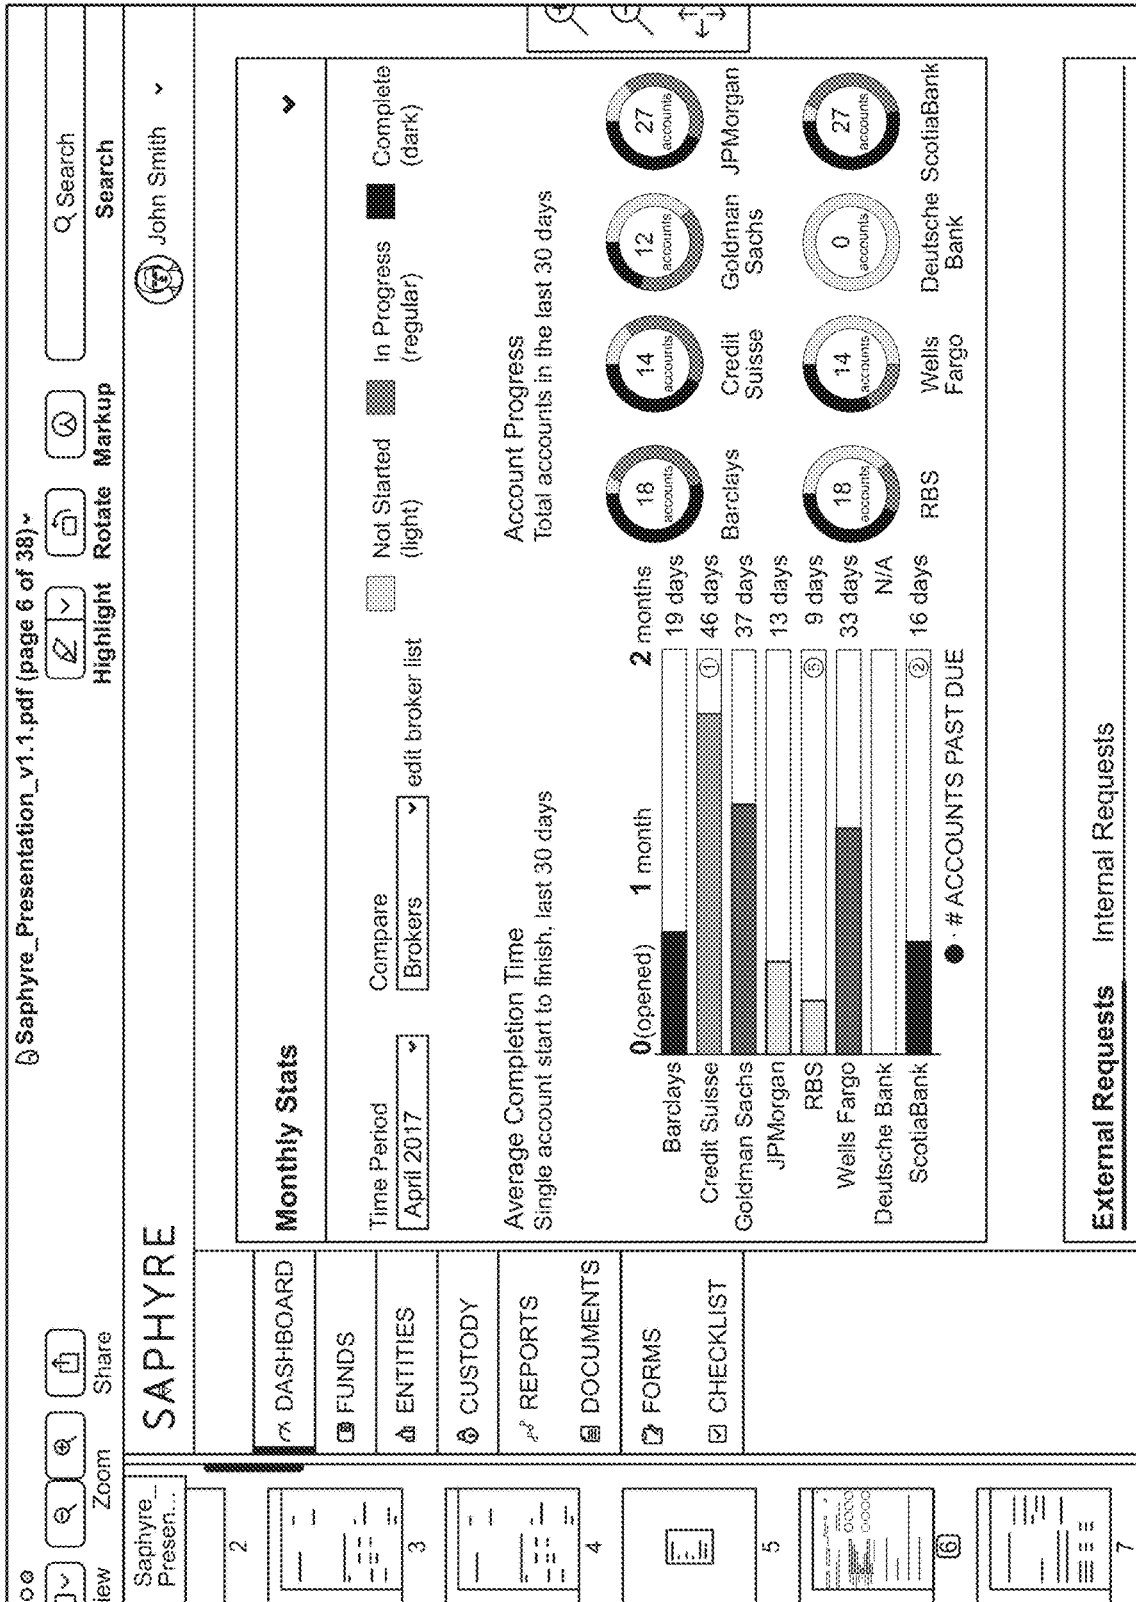 Saphyre_Presentation_v1.1.pdf (page 6 of 38)
Zoom
Share
Highlight
Rotate
Markup
Search
Search
Saphyre_
Presen...
2
3
4
5
6
7
SAPHYRE
John Smith
DASHBOARD
FUNDS
ENTITIES
CUSTODY
REPORTS
DOCUMENTS
FORMS
CHECKLIST
Monthly Stats
Time Period
April 2017
Compare
Brokers
edit broker list
Not Started
(light)
In Progress
(regular)
Complete
(dark)
Average Completion Time
Single account start to finish, last 30 days
0(opened)
1 month
2 months
Barclays 19 days
Credit Suisse 1 46 days
Goldman Sachs 37 days
JPMorgan 13 days
RBS 9 days
Wells Fargo 33 days
Deutsche Bank N/A
ScotiaBank 2 16 days
# ACCOUNTS PAST DUE
Account Progress
Total accounts in the last 30 days
18
accounts
Barclays
14
accounts
Credit
Suisse
12
accounts
Goldman
Sachs
27
accounts
JPMorgan
18
accounts
RBS
14
accounts
Wells
Fargo
0
accounts
Deutsche
Bank
27
accounts
ScotiaBank
External Requests
Internal Requests